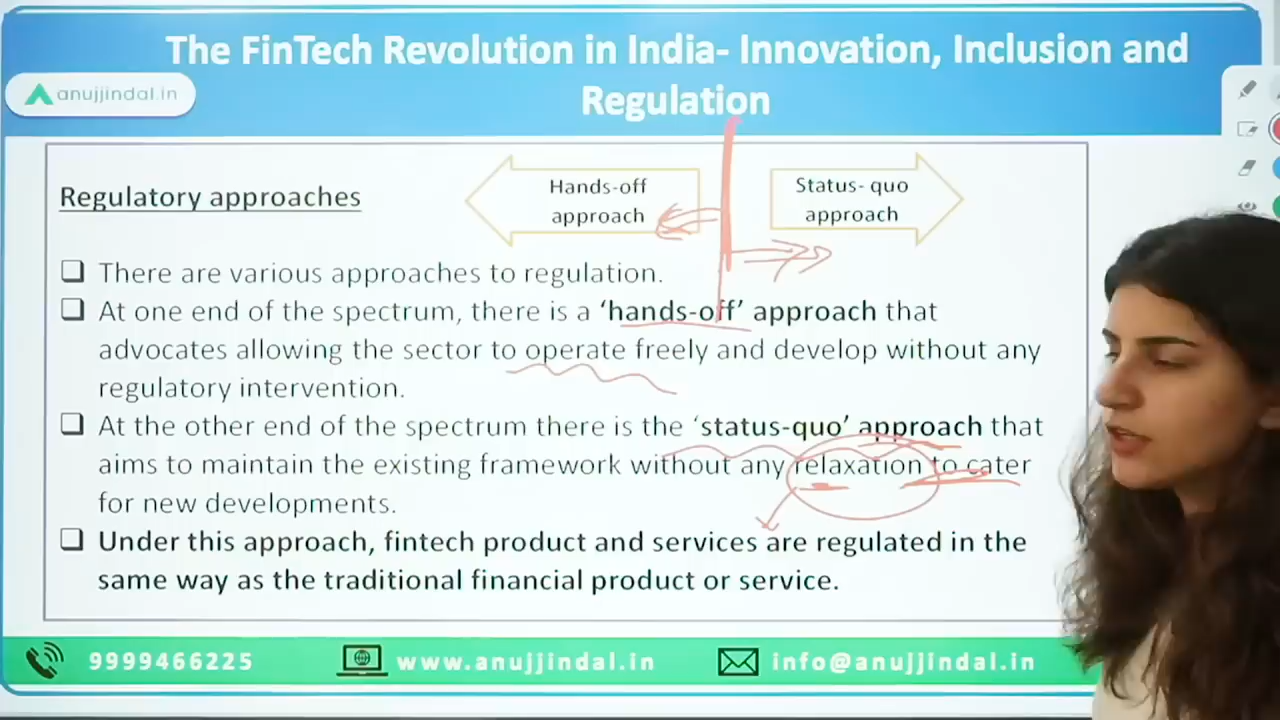 The FinTech Revolution in India- Innovation, Inclusion and
Regulation
anujjindal.in
Regulatory approaches
Hands-off
approach
Status- quo
approach
❑ There are various approaches to regulation.
❑ At one end of the spectrum, there is a ‘hands-off’ approach that
advocates allowing the sector to operate freely and develop without any
regulatory intervention.
❑ At the other end of the spectrum there is the ‘status-quo’ approach that
aims to maintain the existing framework without any relaxation to cater
for new developments.
❑ Under this approach, fintech product and services are regulated in the
same way as the traditional financial product or service.
9999466225
www.anujjindal.in
info@anujjindal.in